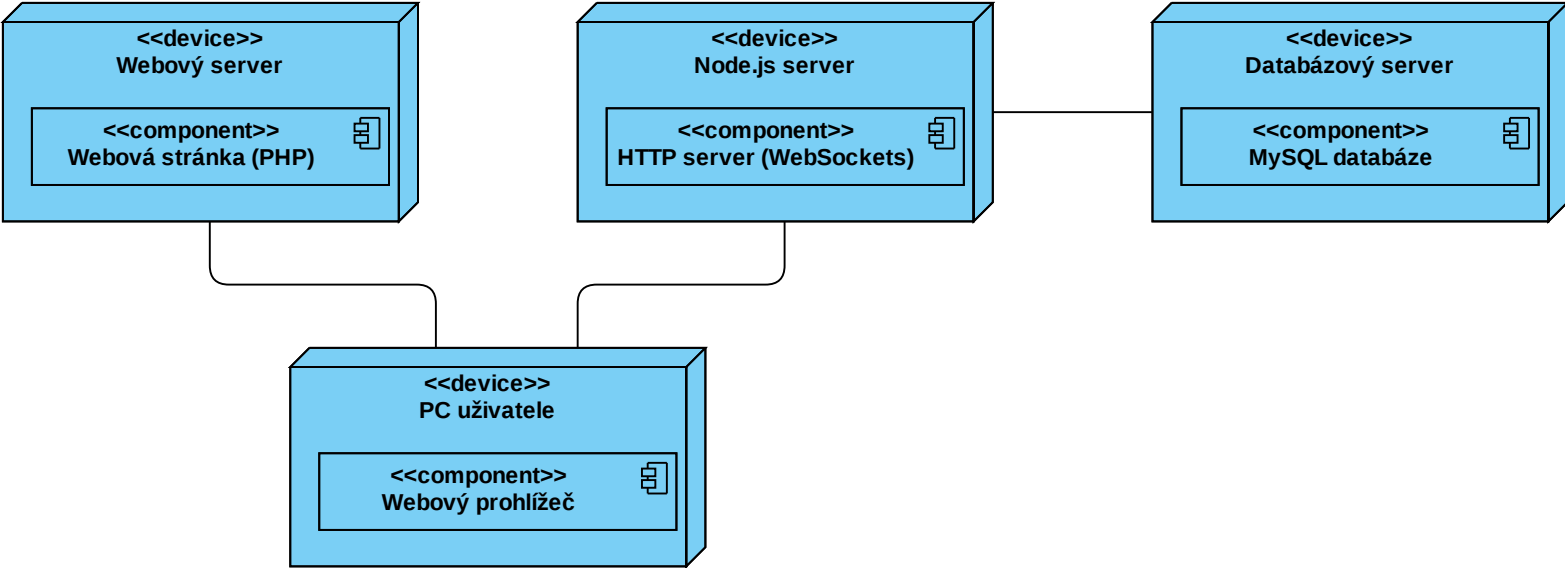 <<device>>
Webový server
<<component>>
Webová stránka (PHP)
<<device>>
Node.js server
<<component>>
HTTP server (WebSockets)
<<device>>
Databázový server
<<component>>
MySQL databáze
<<device>>
PC uživatele
<<component>>
Webový prohlížeč